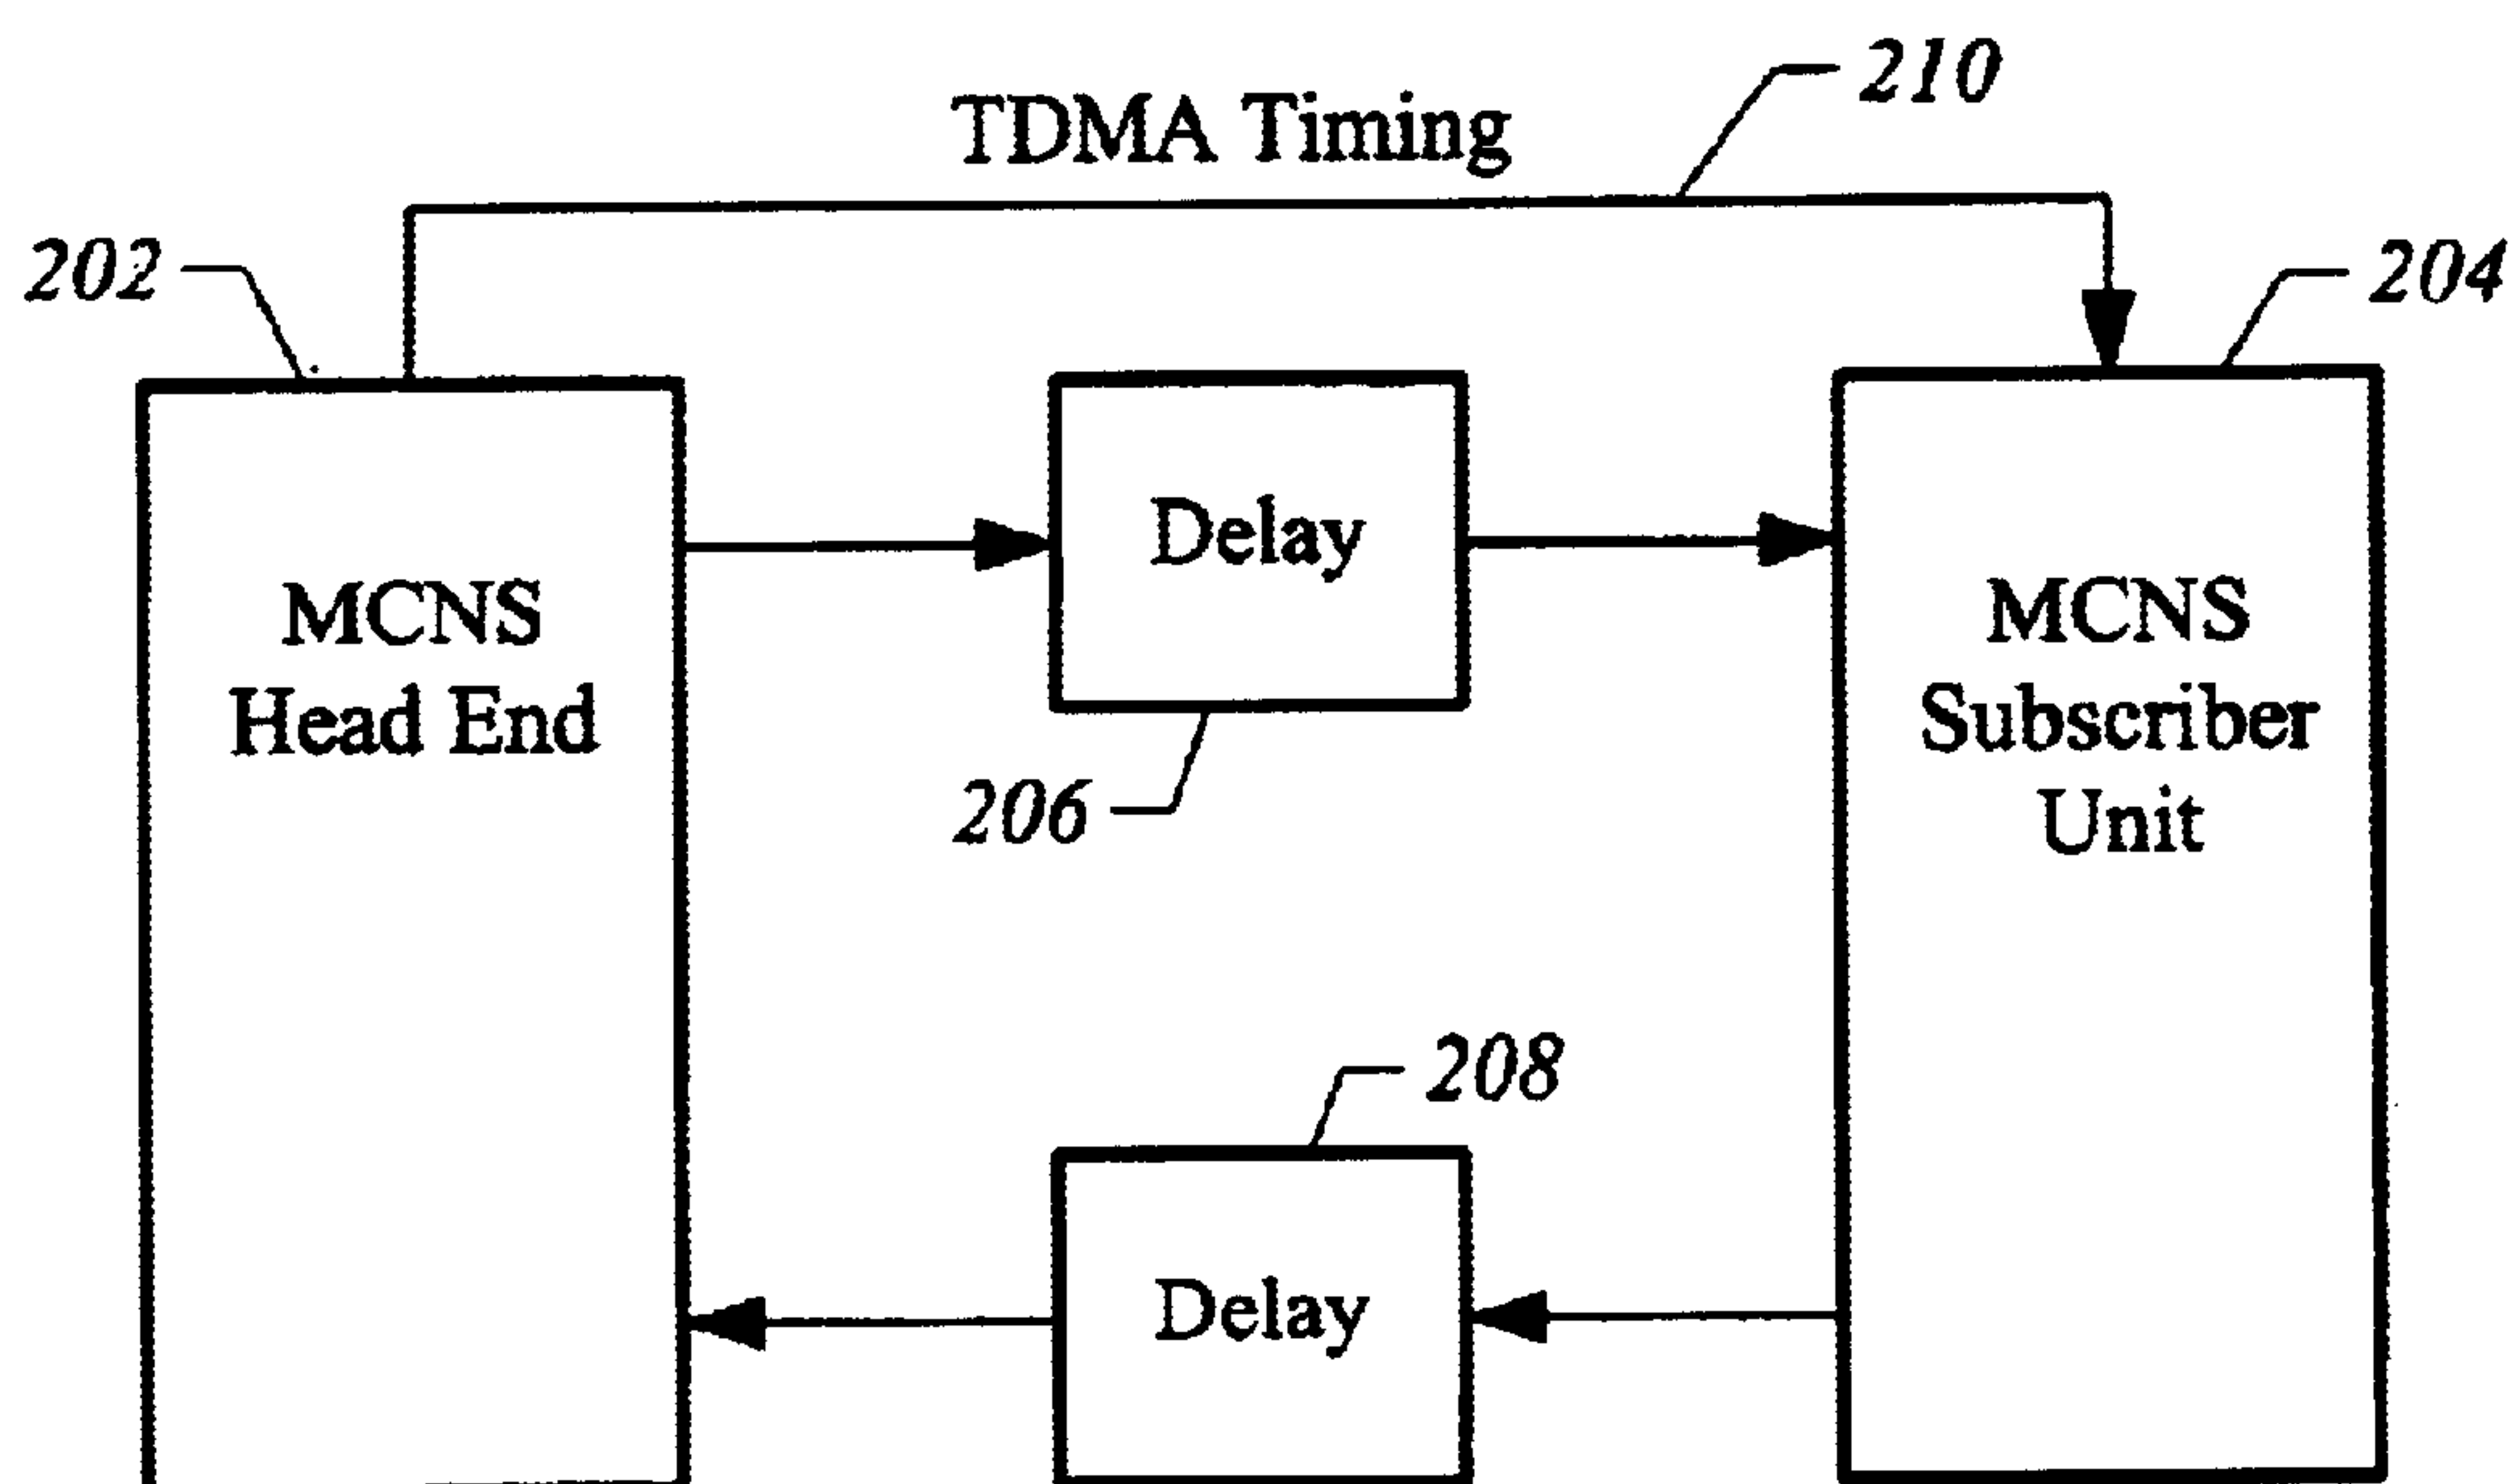 210
TDMA Timing
202
204
Delay
MCNS
Head End
MCNS
Subscriber
Unit
206
208
Delay